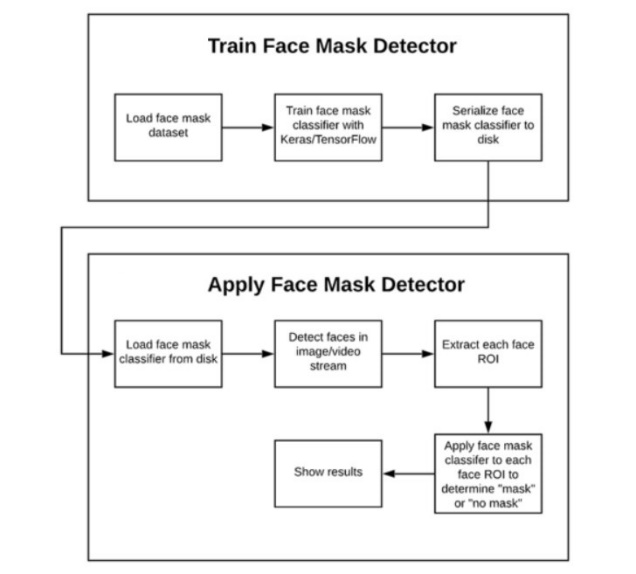 Train Face Mask Detector
Load face mask
dataset
Train face mask
classifier with
Keras/TensorFlow
Serialize face
mask classifier to
disk
Apply Face Mask Detector
Load face mask
classifier from disk
Detect faces in
image/video
stream
Extract each face
ROI
Apply face mask
classifer to each
face ROI to
determine "mask"
or "no mask"
Show results